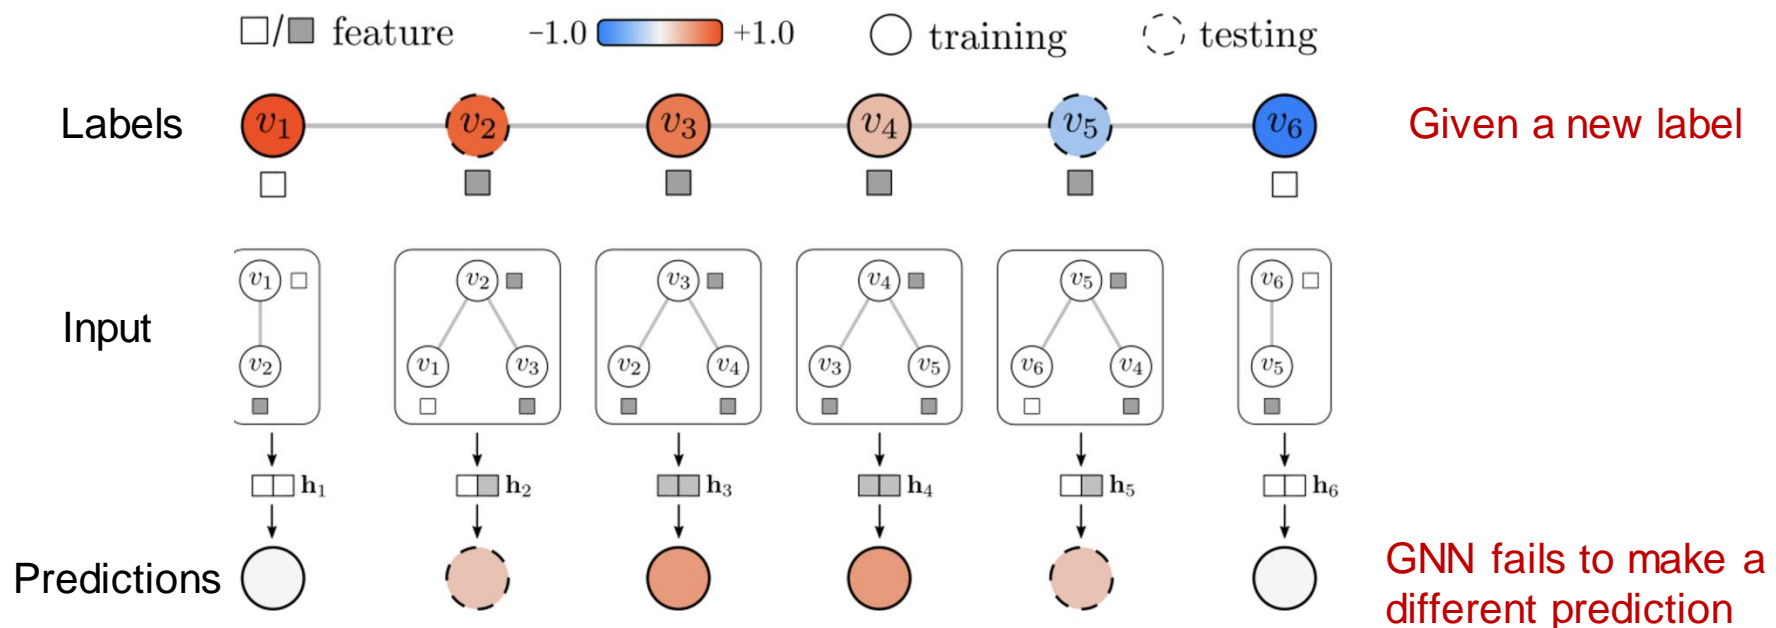 / feature −1.0 +1.0 training testing
Labels v1 v2 v3 v4 v5 v6 Given a new label
v1 v2 v3 v4 v5 v6
Input
v2 v1 v3 v2 v4 v3 v5 v6 v4 v5
h1 h2 h3 h4 h5 h6
Predictions GNN fails to make a
different prediction